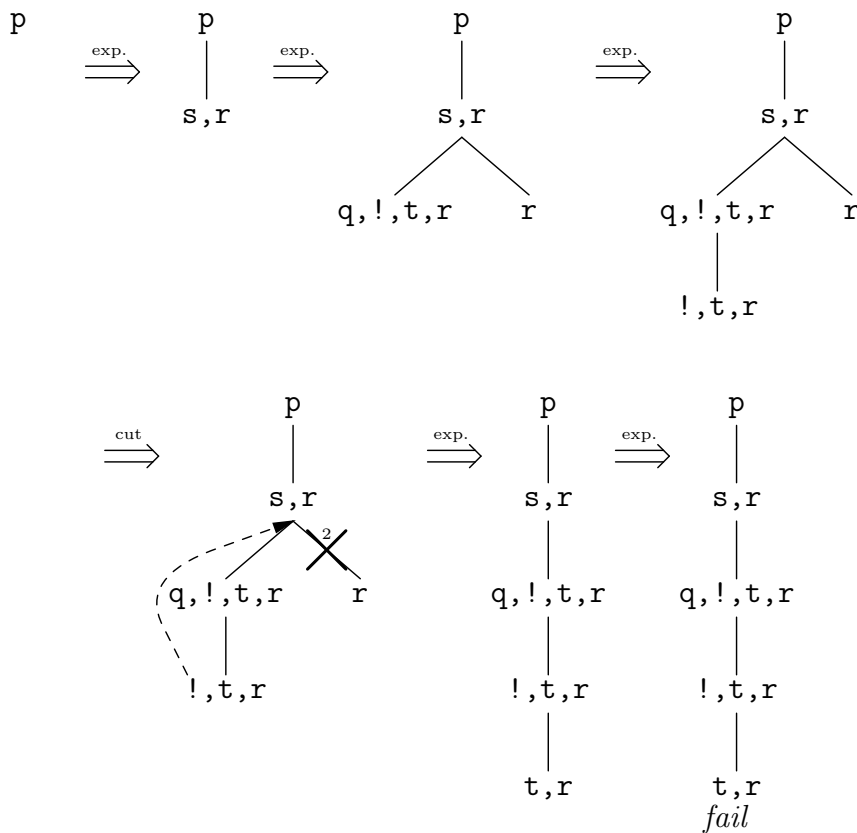 p
exp.
p
s,r
exp.
p
s,r
q,!,t,r r
exp.
p
s,r
q,!,t,r r
!,t,r
cut
p
s,r
2
q,!,t,r r
!,t,r
exp.
p
s,r
q,!,t,r
!,t,r
t,r
exp.
p
s,r
q,!,t,r
!,t,r
t,r
fail